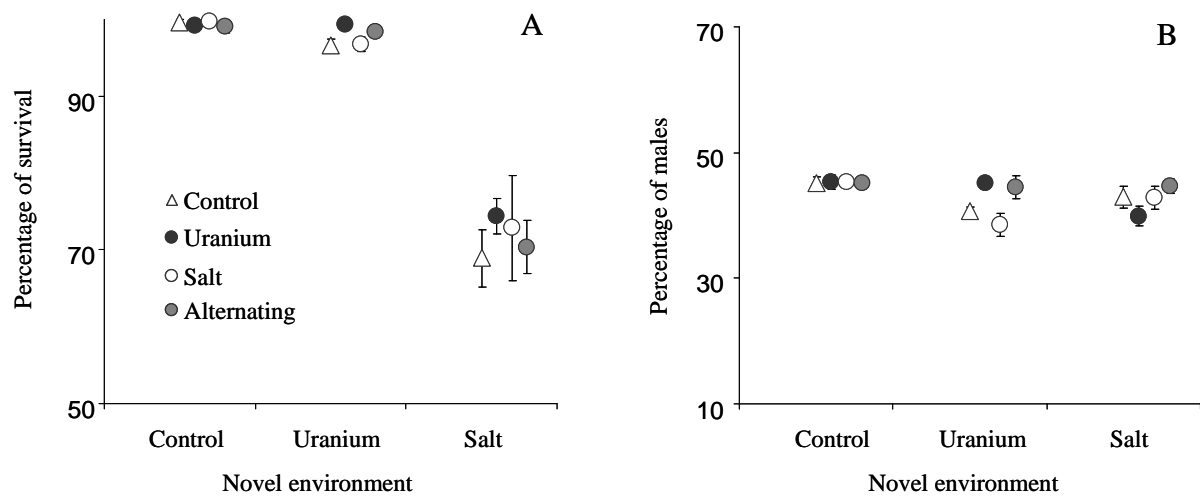 A
Percentage of survival
90
70
50
Control
Uranium
Salt
Alternating
Control Uranium Salt
Novel environment
B
Percentage of males
70
50
30
10
Control Uranium Salt
Novel environment